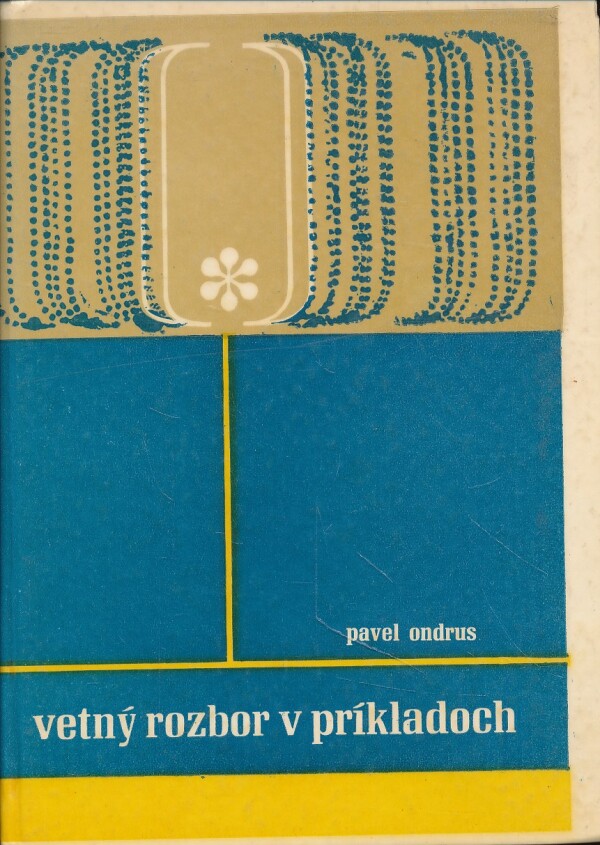 pavel ondrus
vetný rozbor v príkladoch